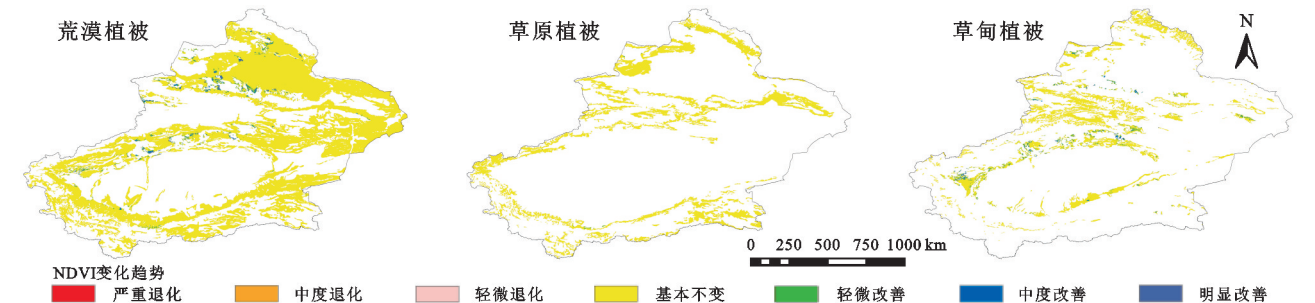 荒漠植被
草原植被
草甸植被
N
0 250 500 750 1000 km
NDVI变化趋势
严重退化 中度退化 轻微退化 基本不变 轻微改善 中度改善 明显改善